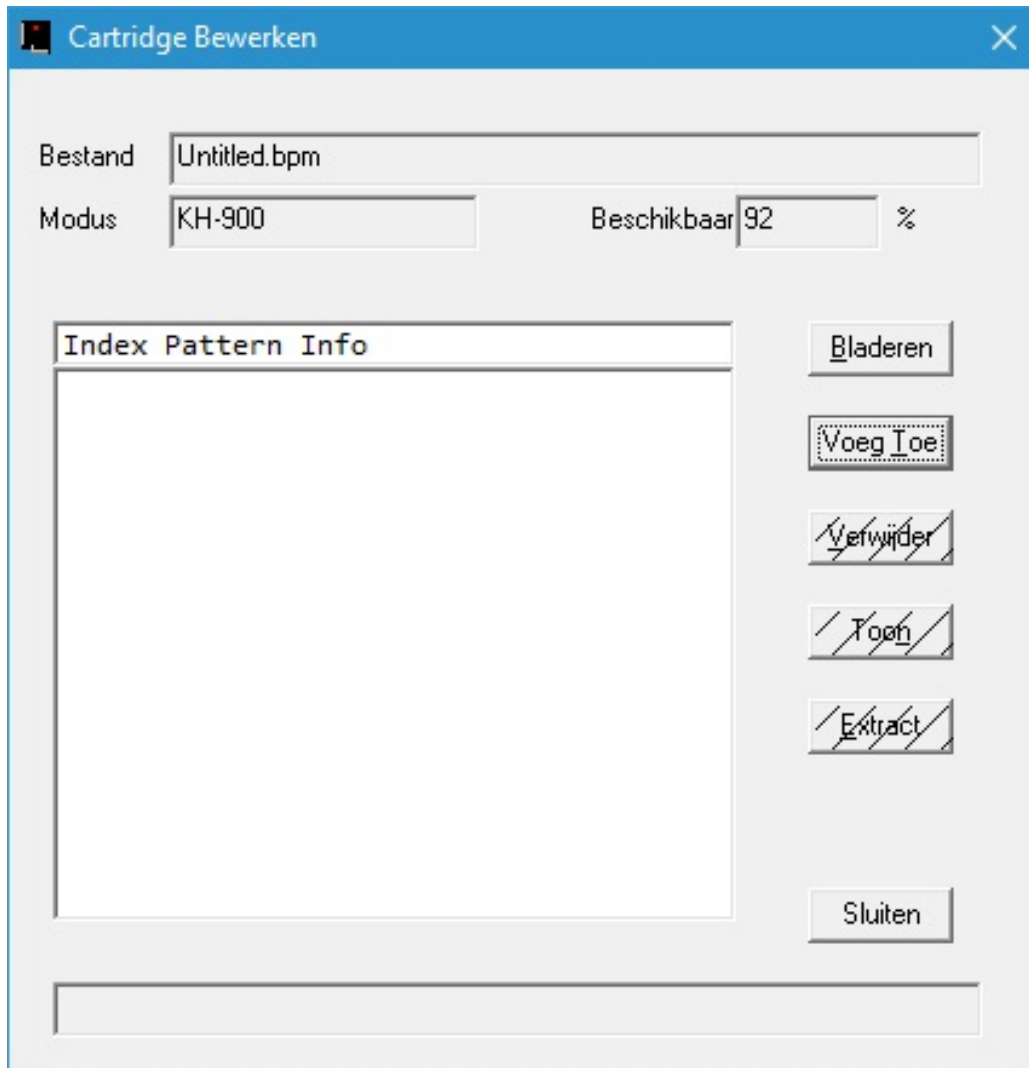 Cartridge Bewerken
Bestand Untitled.bpm
Modus KH-900 Beschikbaar 92 %
Index Pattern Info
Bladeren
Voeg Toe
Verwijder
Toon
Extract
Sluiten